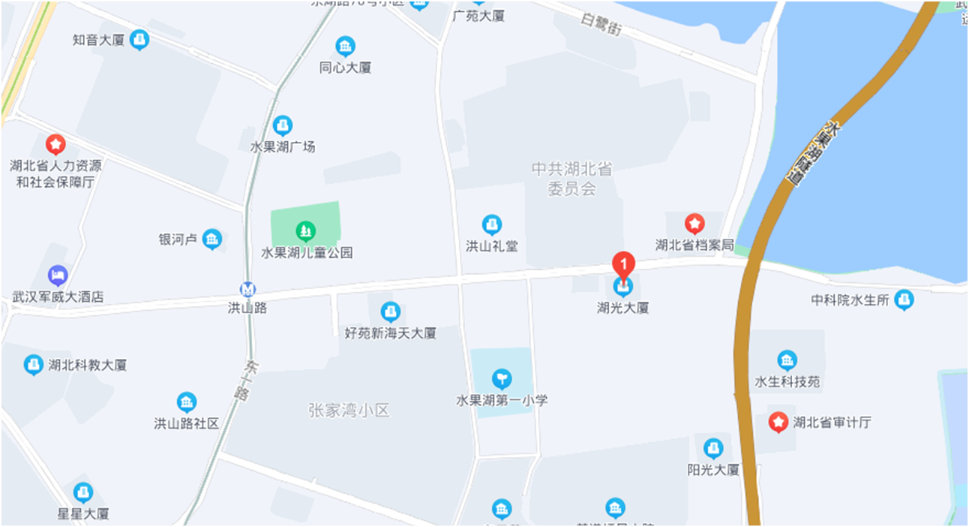 广苑大厦
白鹭街
知音大厦
同心大厦
水果湖广场
水果湖隧道
湖北省人力资源
和社会保障厅
中共湖北省
委员会
银河卢
水果湖儿童公园
洪山礼堂
湖北省档案局
1
武汉军威大酒店
洪山路
湖光大厦
中科院水生所
好苑新海天大厦
湖北科教大厦
东一路
水果湖第一小学
水生科技苑
洪山路社区
张家湾小区
湖北省审计厅
阳光大厦
星星大厦